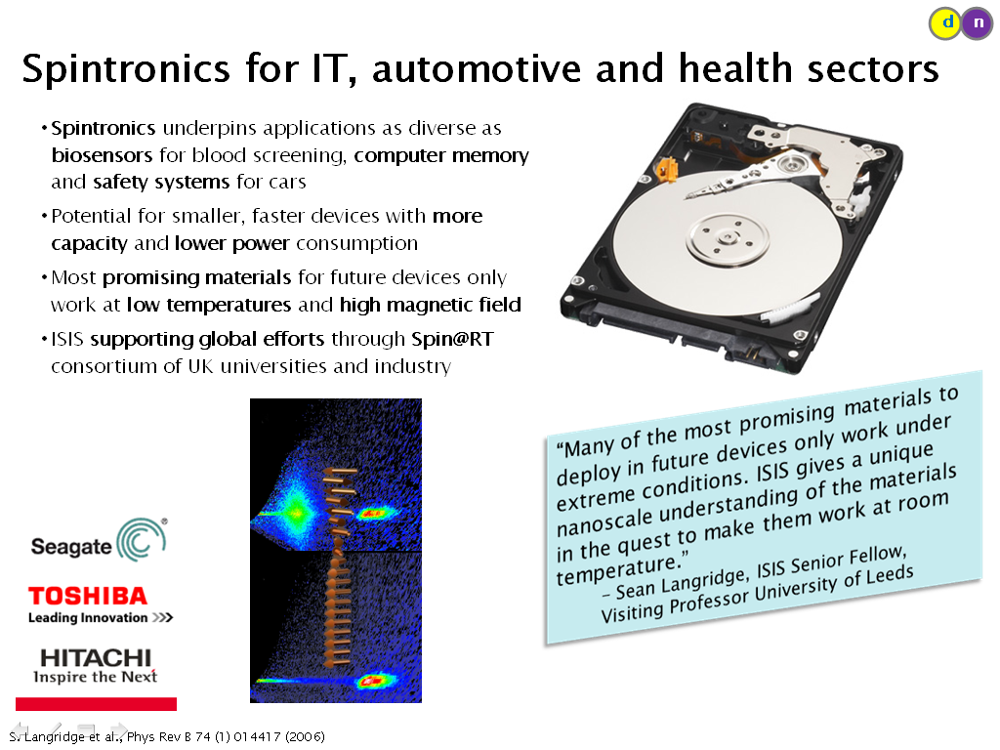 d n
Spintronics for IT, automotive and health sectors
•Spintronics underpins applications as diverse as
biosensors for blood screening, computer memory
and safety systems for cars
•Potential for smaller, faster devices with more
capacity and lower power consumption
•Most promising materials for future devices only
work at low temperatures and high magnetic field
•ISIS supporting global efforts through Spin@RT
consortium of UK universities and industry
“Many of the most promising materials to
deploy in future devices only work under
extreme conditions. ISIS gives a unique
nanoscale understanding of the materials
in the quest to make them work at room
temperature.”
– Sean Langridge, ISIS Senior Fellow,
Visiting Professor University of Leeds
Seagate®
TOSHIBA
Leading Innovation >>>
HITACHI
Inspire the Next
S. Langridge et al., Phys Rev B 74 (1) 014417 (2006)